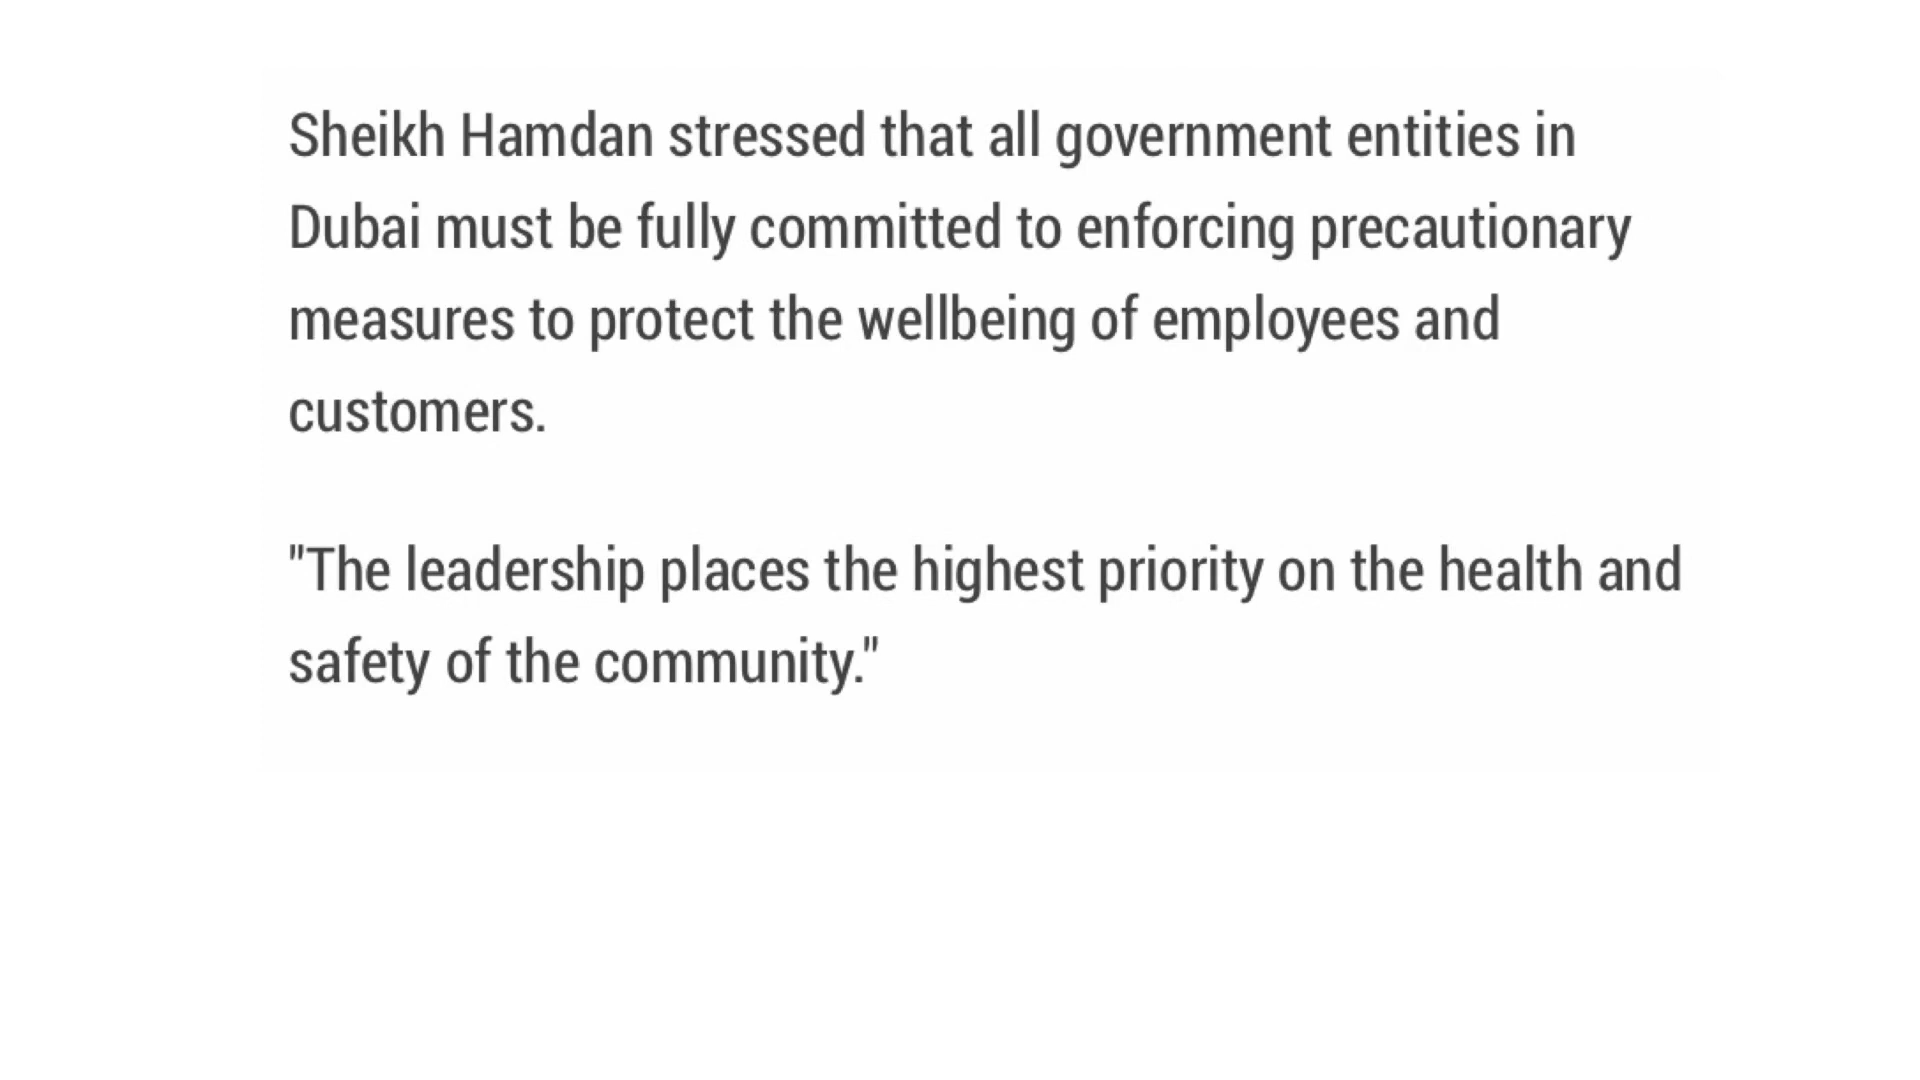 Sheikh Hamdan stressed that all government entities in
Dubai must be fully committed to enforcing precautionary
measures to protect the wellbeing of employees and
customers.
"The leadership places the highest priority on the health and
safety of the community."